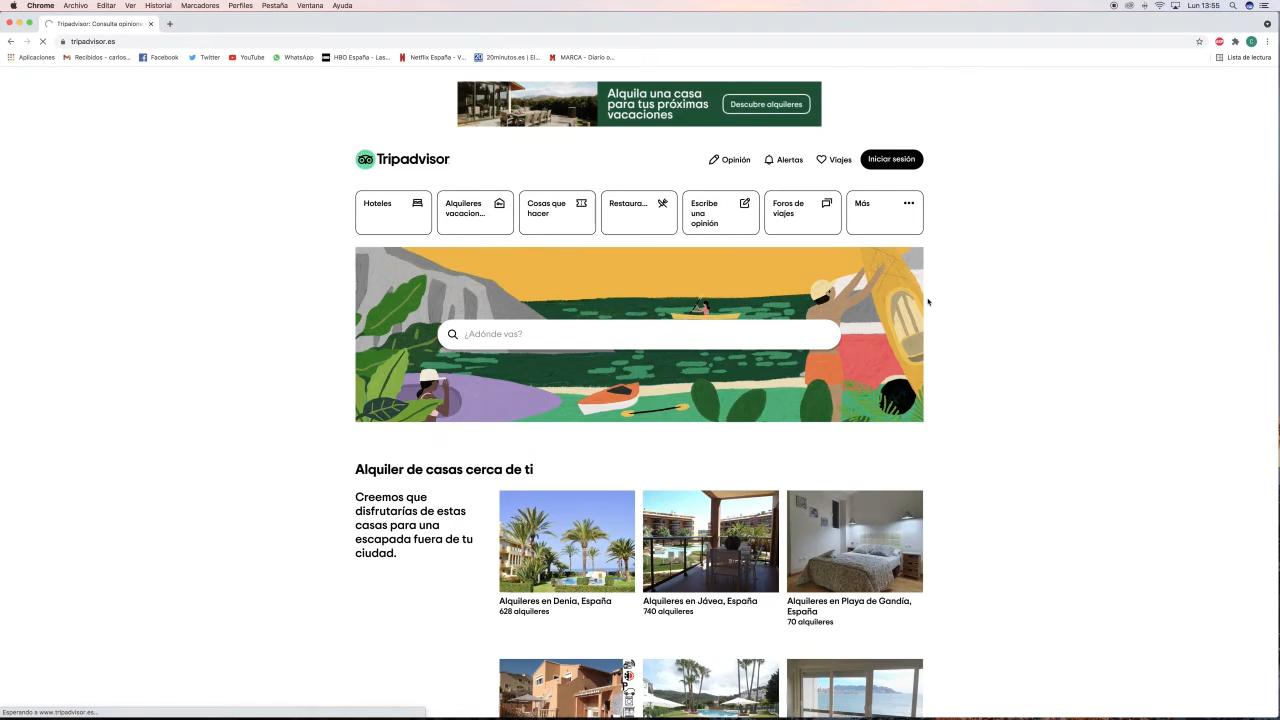 Chrome Archivo Editar Ver Historial Marcadores Perfiles Pestaña Ventana Ayuda
Lun 13:55
Tripadvisor: Consulta opinione
tripadvisor.es
Aplicaciones Recibidos - carlos... Facebook Twitter YouTube WhatsApp HBO España - Las... Netflix España - V... 20minutos.es | El... MARCA - Diario o...
Lista de lectura
Alquila una casa
para tus próximas
vacaciones
Descubre alquileres
Tripadvisor
Opinión Alertas Viajes Iniciar sesión
Hoteles
Alquileres
vacacion...
Cosas que
hacer
Restaura...
Escribe
una
opinión
Foros de
viajes
Más
¿Adónde vas?
Alquiler de casas cerca de ti
Creemos que
disfrutarías de estas
casas para una
escapada fuera de tu
ciudad.
Alquileres en Denia, España
628 alquileres
Alquileres en Jávea, España
740 alquileres
Alquileres en Playa de Gandía,
España
70 alquileres
Esperando a www.tripadvisor.es...